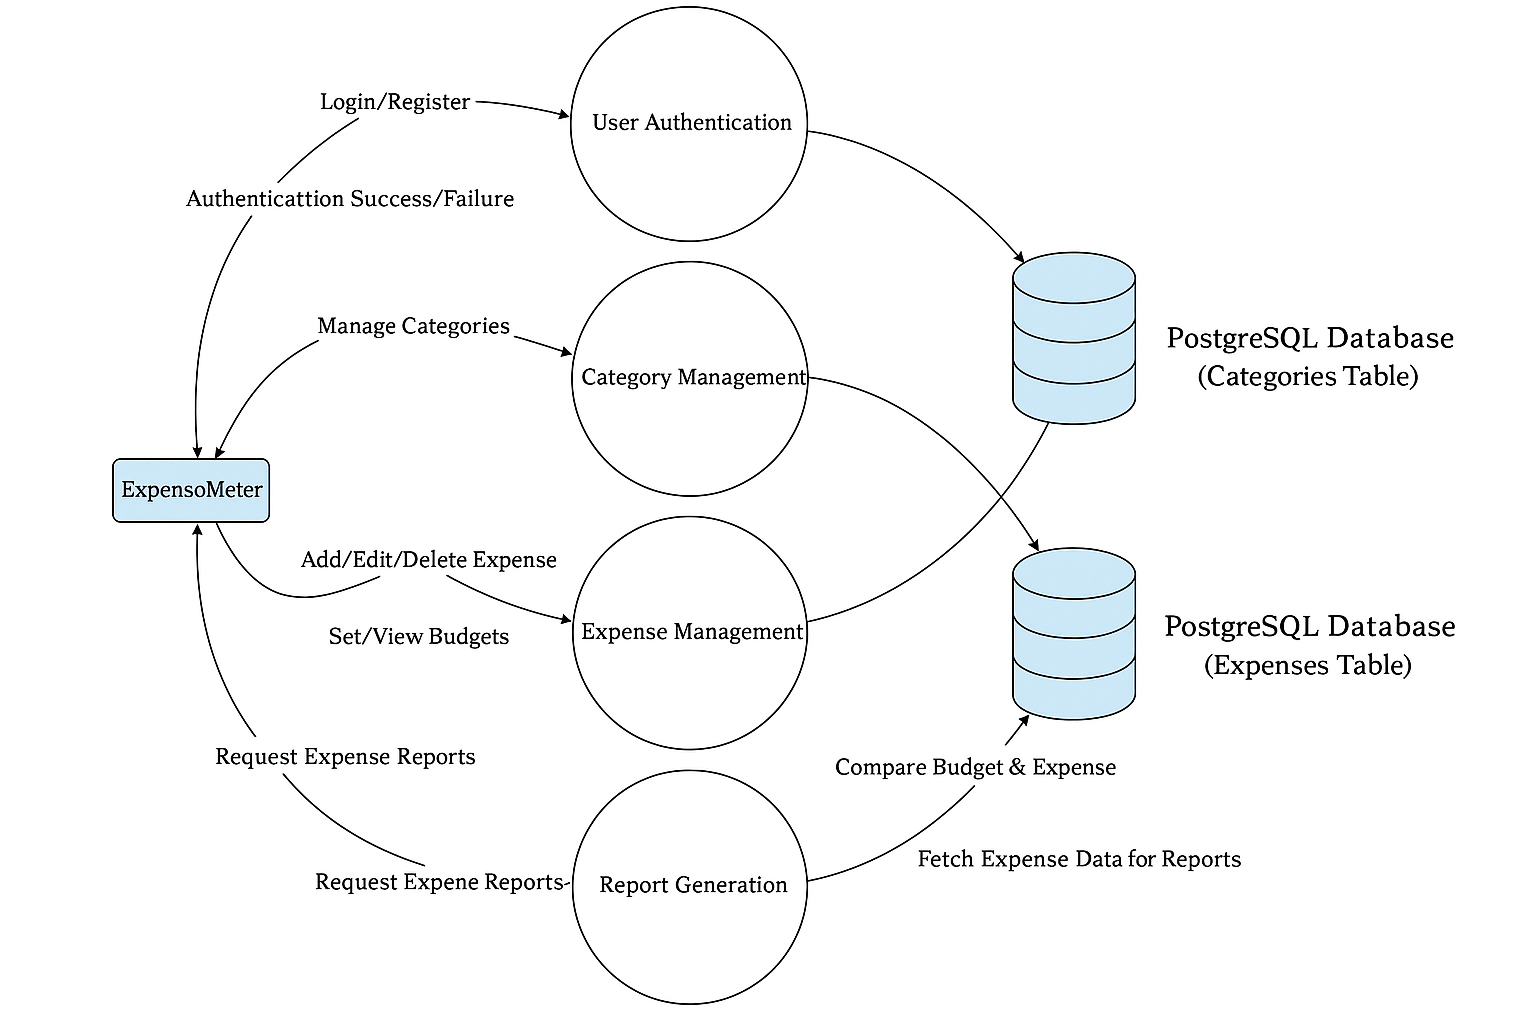 Login/Register
User Authentication
Authenticattion Success/Failure
Manage Categories
Category Management
PostgreSQL Database
(Categories Table)
ExpensoMeter
Add/Edit/Delete Expense
Set/View Budgets
Expense Management
PostgreSQL Database
(Expenses Table)
Request Expense Reports
Compare Budget & Expense
Request Expene Reports
Report Generation
Fetch Expense Data for Reports